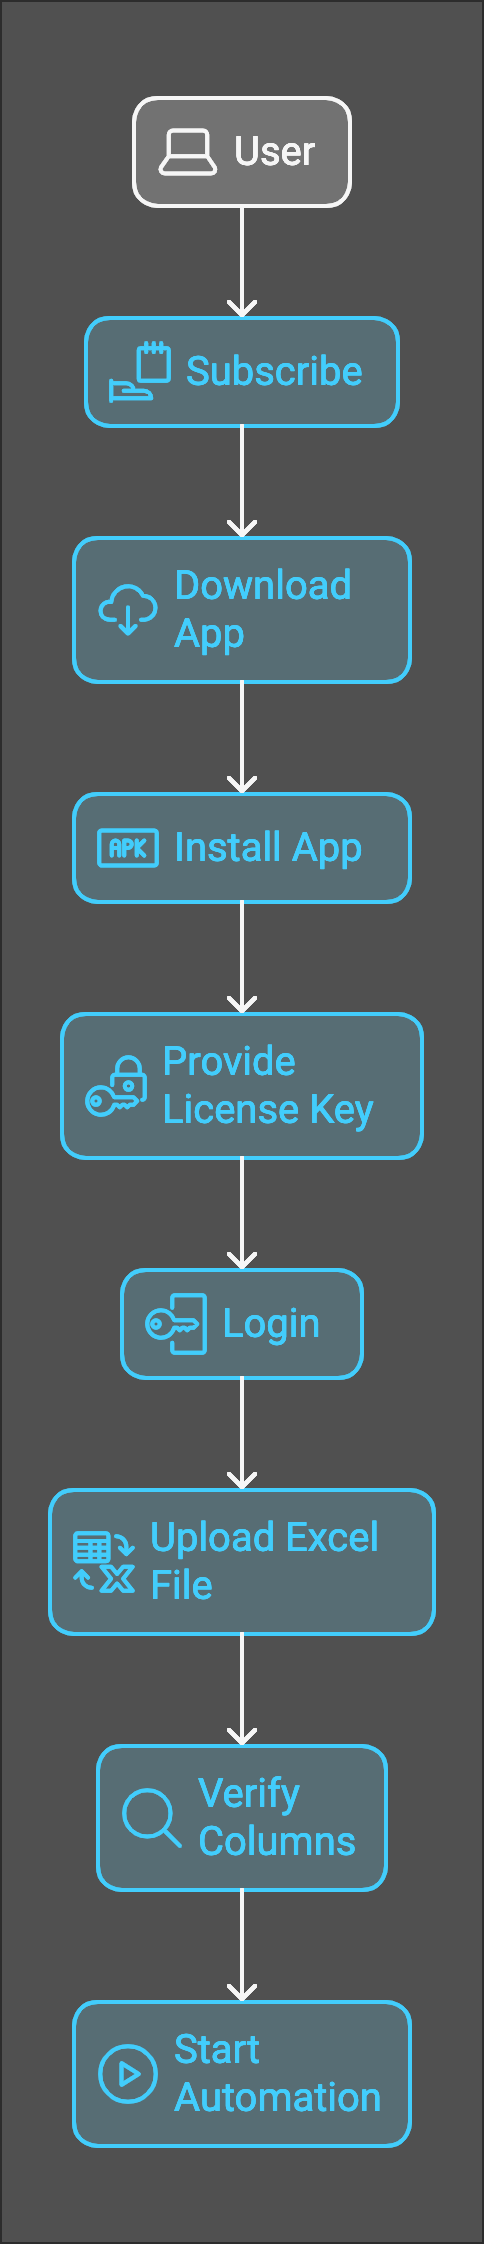 User
Subscribe
Download
App
APK
Install App
Provide
License Key
Login
Upload Excel
File
Verify
Columns
Start
Automation